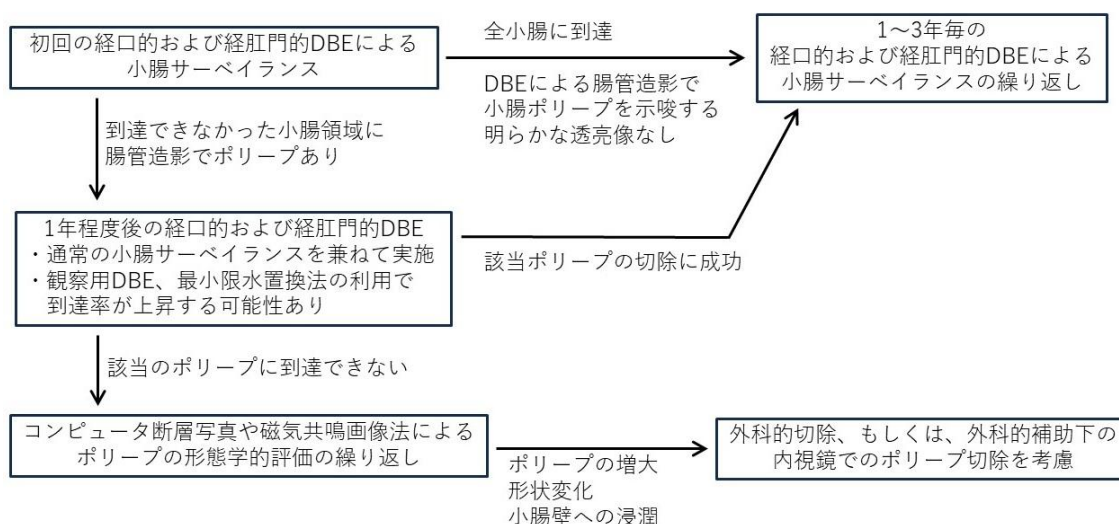 初回の経口的および経肛門的DBEによる
小腸サーベイランス
全小腸に到達
DBEによる腸管造影で
小腸ポリープを示唆する
明らかな透亮像なし
1～3年毎の
経口的および経肛門的DBEによる
小腸サーベイランスの繰り返し
到達できなかった小腸領域に
腸管造影でポリープあり
1年程度後の経口的および経肛門的DBE
・通常の小腸サーベイランスを兼ねて実施
・観察用DBE、最小限水置換法の利用で
到達率が上昇する可能性あり
該当ポリープの切除に成功
該当のポリープに到達できない
コンピュータ断層写真や磁気共鳴画像法による
ポリープの形態学的評価の繰り返し
ポリープの増大
形状変化
小腸壁への浸潤
外科的切除、もしくは、外科的補助下の
内視鏡でのポリープ切除を考慮